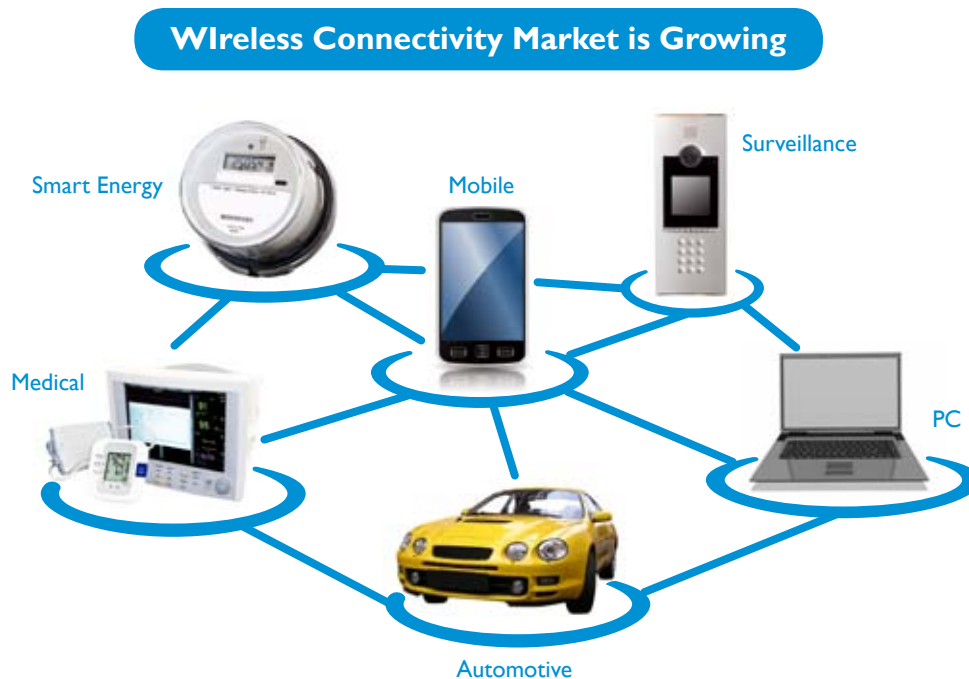 WIreless Connectivity Market is Growing
Surveillance
Smart Energy
Mobile
Medical
PC
Automotive